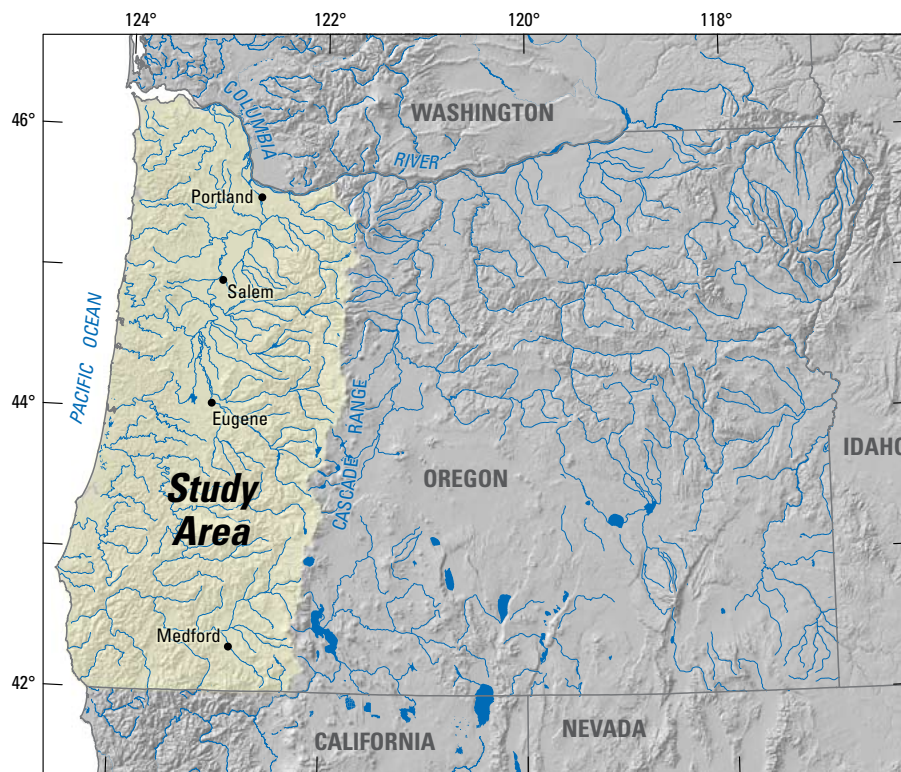 124°
122°
120°
118°
46°
44°
42°
WASHINGTON
COLUMBIA
RIVER
Portland
Salem
PACIFIC OCEAN
Eugene
CASCADE RANGE
OREGON
IDAHO
Study
Area
Medford
CALIFORNIA
NEVADA